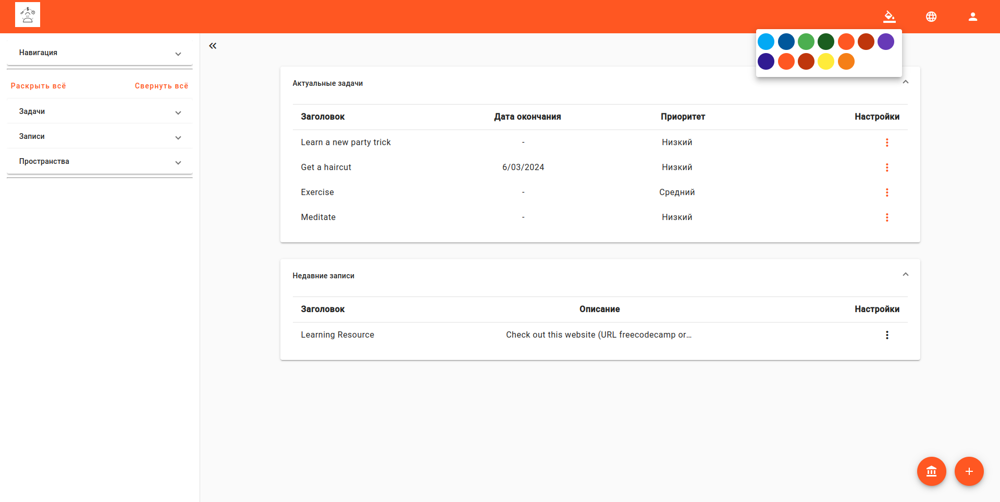 Навигация
Раскрыть всё Свернуть всё
Задачи
Записи
Пространства
Актуальные задачи
Заголовок Дата окончания Приоритет Настройки
Learn a new party trick - Низкий
Get a haircut 6/03/2024 Низкий
Exercise - Средний
Meditate - Низкий
Недавние записи
Заголовок Описание Настройки
Learning Resource Check out this website (URL freecodecamp or…